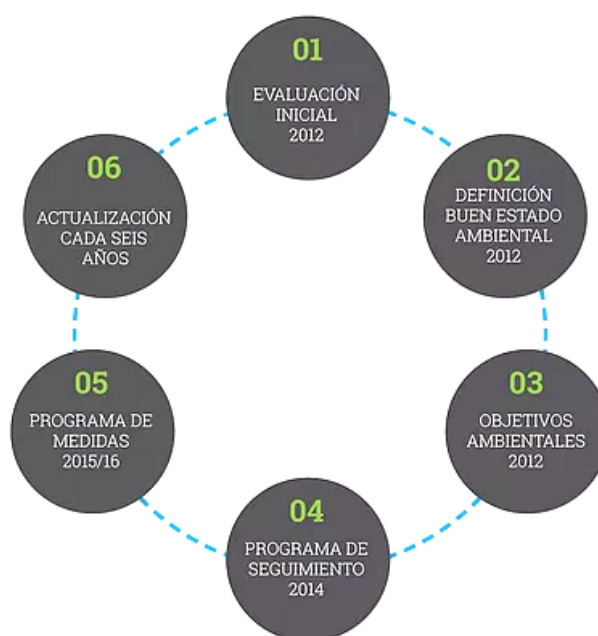 01
EVALUACIÓN
INICIAL
2012
02
DEFINICIÓN
BUEN ESTADO
AMBIENTAL
2012
03
OBJETIVOS
AMBIENTALES
2012
04
PROGRAMA DE
SEGUIMIENTO
2014
05
PROGRAMA DE
MEDIDAS
2015/16
06
ACTUALIZACIÓN
CADA SEIS
AÑOS